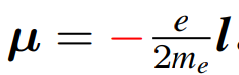 μ = − e/2mₑ l.